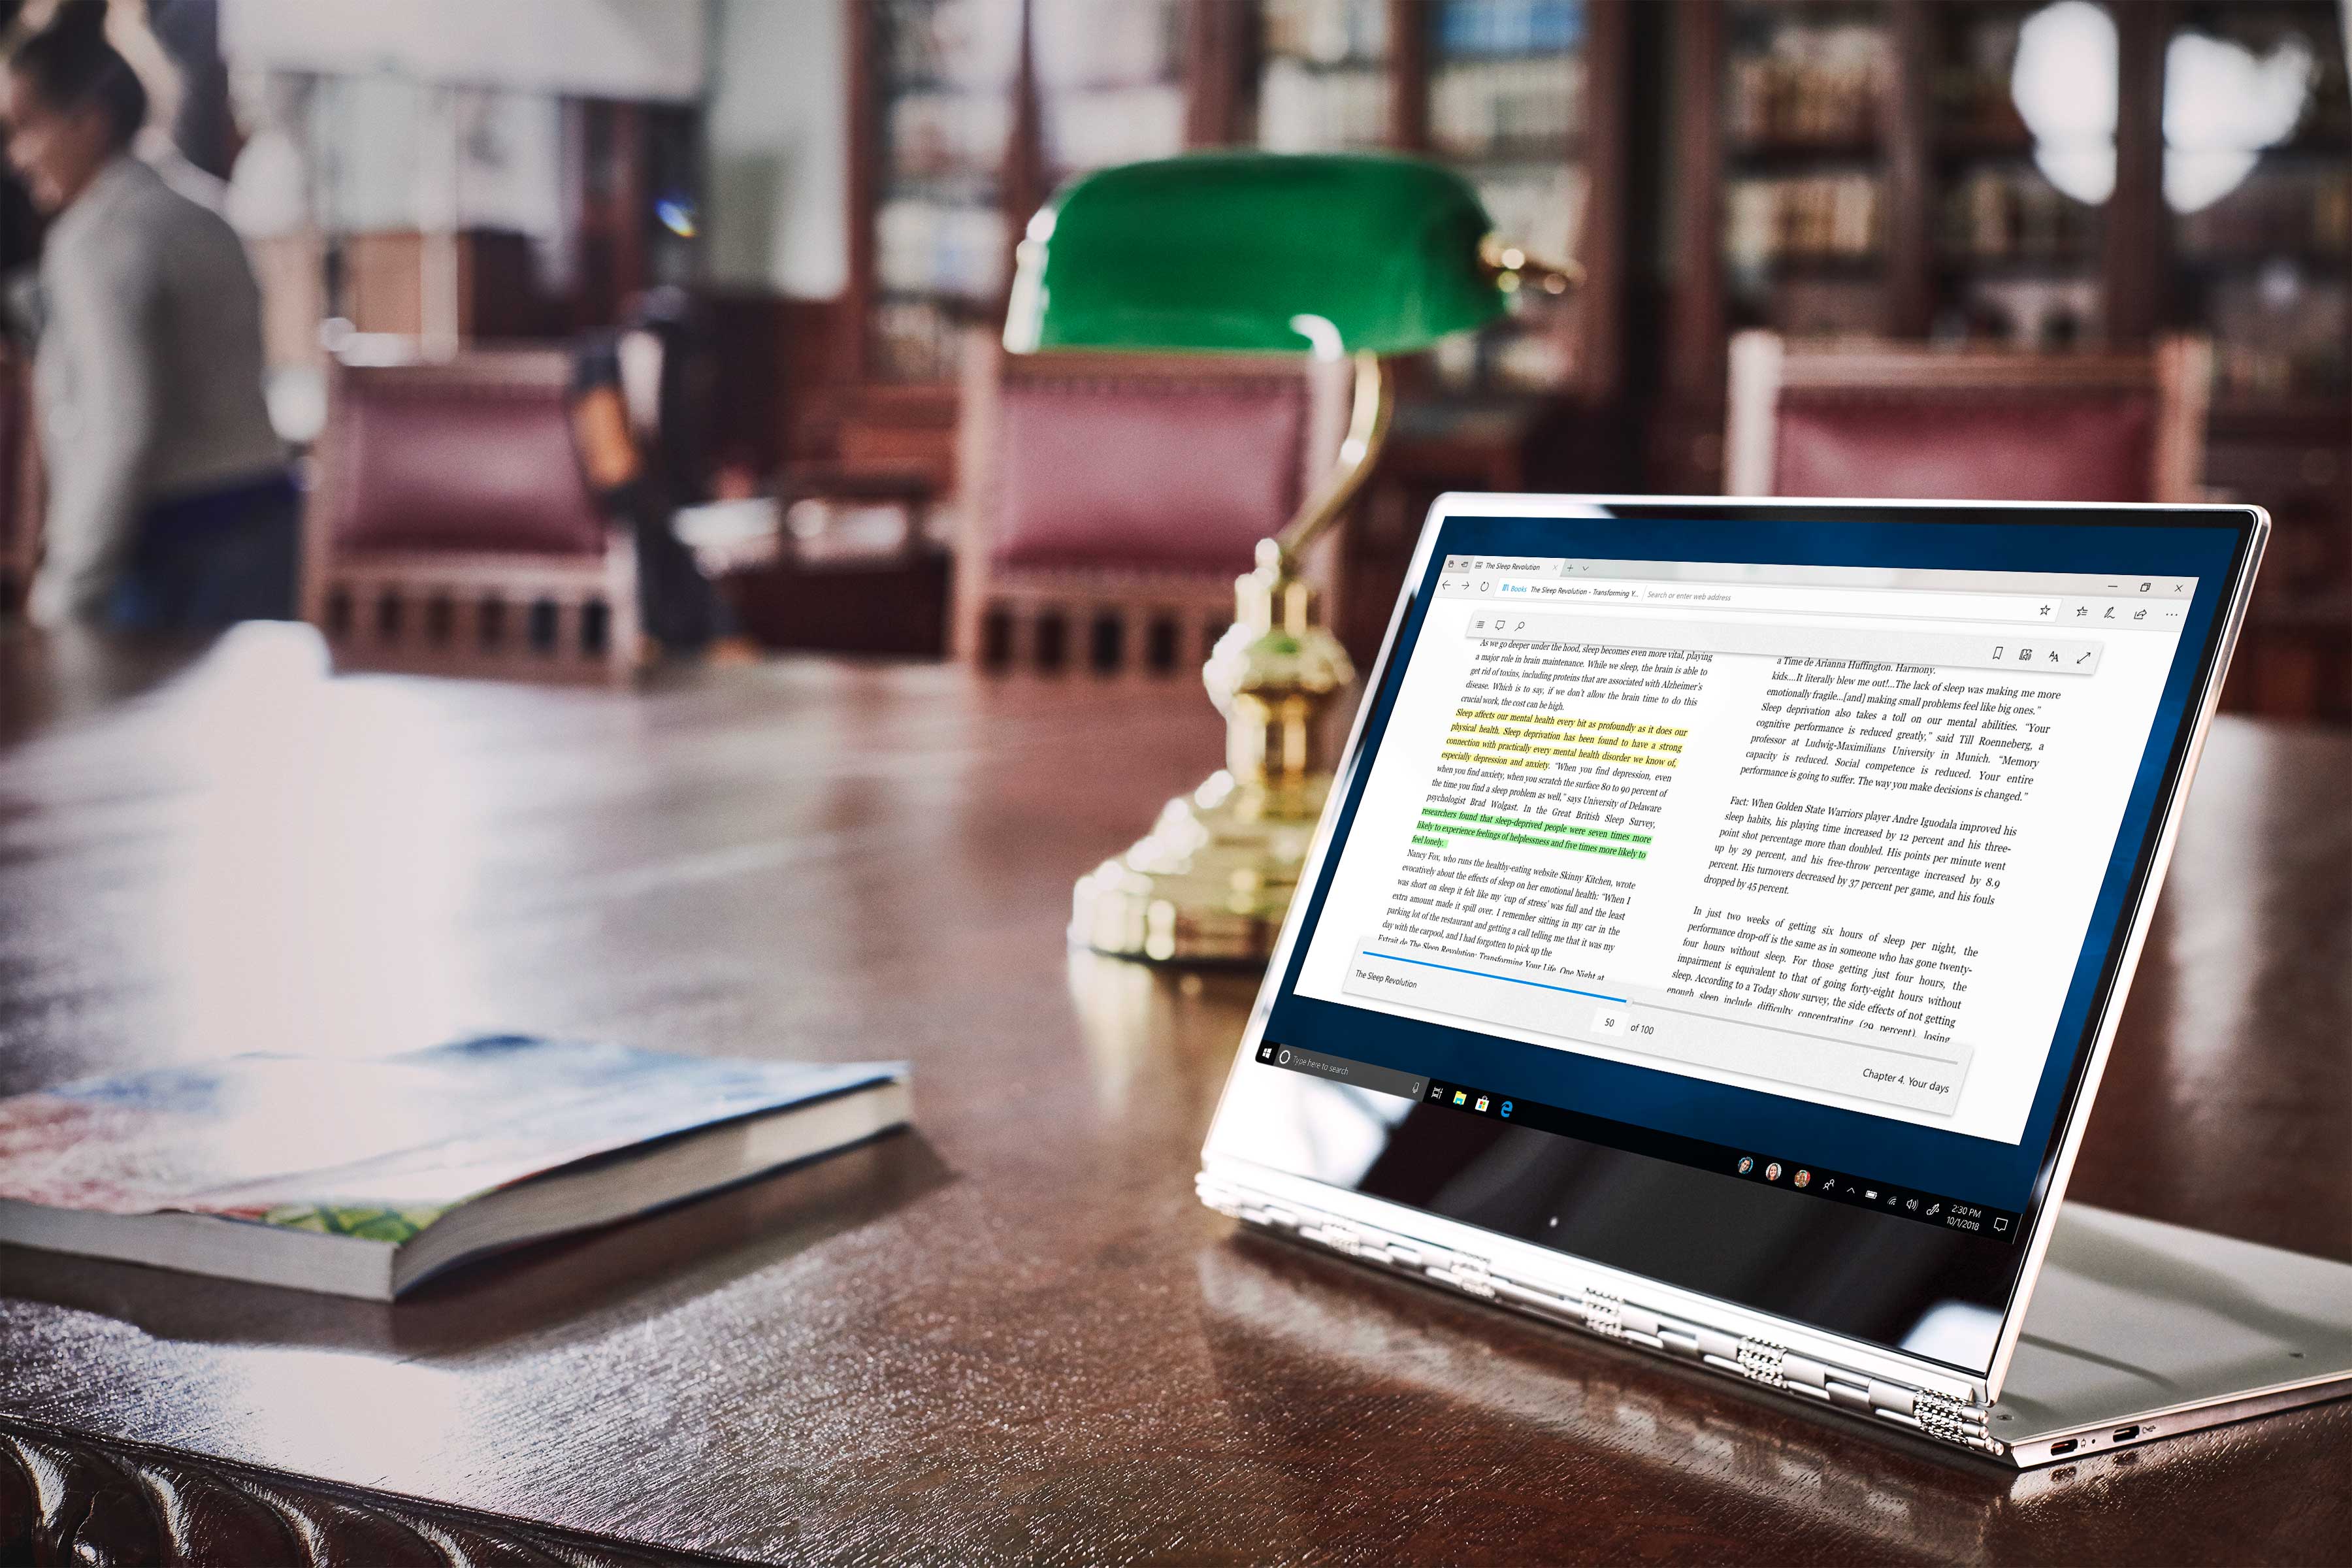 The Sleep Revolution
Books The Sleep Revolution - Transforming Y... Search or enter web address
As we go deeper under the hood, sleep becomes even more vital, playing
a major role in brain maintenance. While we sleep, the brain is able to
get rid of toxins, including proteins that are associated with Alzheimer's
disease. Which is to say, if we don't allow the brain time to do this
crucial work, the cost can be high.
Sleep affects our mental health every bit as profoundly as it does our
physical health. Sleep deprivation has been found to have a strong
connection with practically every mental health disorder we know of,
especially depression and anxiety. "When you find depression, even
when you find anxiety, when you scratch the surface 80 to 90 percent of
the time you find a sleep problem as well," says University of Delaware
psychologist Brad Wolgast. In the Great British Sleep Survey,
researchers found that sleep-deprived people were seven times more
likely to experience feelings of helplessness and five times more likely to
feel lonely.
Nancy Fox, who runs the healthy-eating website Skinny Kitchen, wrote
evocatively about the effects of sleep on her emotional health: "When I
was short on sleep it felt like my 'cup of stress' was full and the least
extra amount made it spill over. I remember sitting in my car in the
parking lot of the restaurant and getting a call telling me that it was my
day with the carpool, and I had forgotten to pick up the
Extrait de The Sleep Revolution: Transforming Your Life, One Night at
a Time de Arianna Huffington. Harmony.
kids....It literally blew me out!...The lack of sleep was making me more
emotionally fragile...[and] making small problems feel like big ones."
Sleep deprivation also takes a toll on our mental abilities. "Your
cognitive performance is reduced greatly," said Till Roenneberg, a
professor at Ludwig-Maximilians University in Munich. "Memory
capacity is reduced. Social competence is reduced. Your entire
performance is going to suffer. The way you make decisions is changed."
Fact: When Golden State Warriors player Andre Iguodala improved his
sleep habits, his playing time increased by 12 percent and his three-
point shot percentage more than doubled. His points per minute went
up by 29 percent, and his free-throw percentage increased by 8.9
percent. His turnovers decreased by 37 percent per game, and his fouls
dropped by 45 percent.
In just two weeks of getting six hours of sleep per night, the
performance drop-off is the same as in someone who has gone twenty-
four hours without sleep. For those getting just four hours, the
impairment is equivalent to that of going forty-eight hours without
sleep. According to a Today show survey, the side effects of not getting
enough sleep include difficulty concentrating (29 percent), losing
The Sleep Revolution
50 of 100
Chapter 4. Your days
Type here to search
2:30 PM
10/1/2018